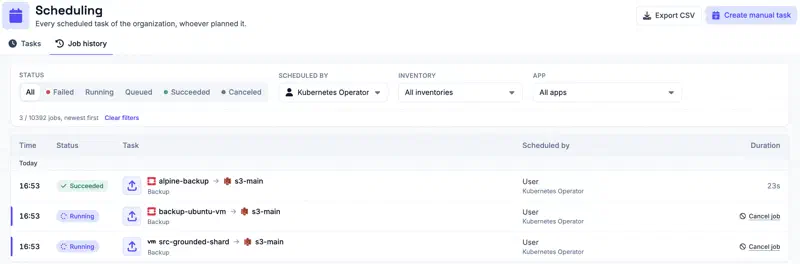 Scheduling
Every scheduled task of the organization, whoever planned it.
Export CSV
Create manual task
Tasks
Job history
STATUS
SCHEDULED BY
INVENTORY
APP
All
Failed
Running
Queued
Succeeded
Canceled
Kubernetes Operator
All inventories
All apps
3 / 10392 jobs, newest first
Clear filters
Time
Status
Task
Scheduled by
Duration
Today
16:53
Succeeded
alpine-backup → s3-main
Backup
User
Kubernetes Operator
23s
16:53
Running
backup-ubuntu-vm → s3-main
Backup
User
Kubernetes Operator
Cancel job
16:53
Running
vm src-grounded-shard → s3-main
Backup
User
Kubernetes Operator
Cancel job